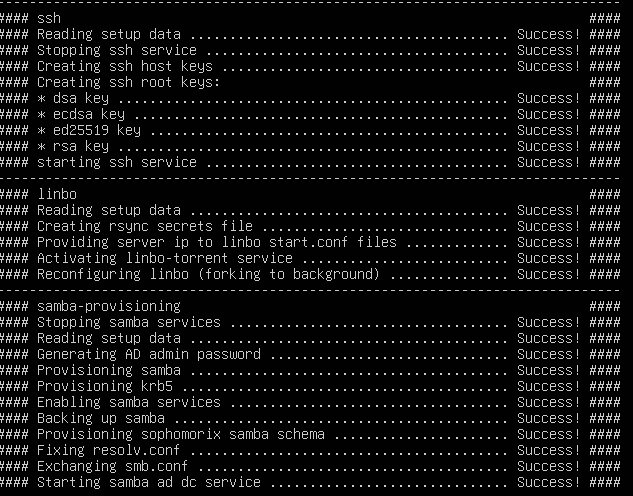 #### ssh ####
#### Reading setup data ........................................ Success! ####
#### Stopping ssh service ...................................... Success! ####
#### Creating ssh host keys .................................... Success! ####
#### Creating ssh root keys: ####
#### * dsa key ................................................. Success! ####
#### * ecdsa key ............................................... Success! ####
#### * ed25519 key ............................................. Success! ####
#### * rsa key ................................................. Success! ####
#### starting ssh service ...................................... Success! ####
#### linbo ####
#### Reading setup data ........................................ Success! ####
#### Creating rsync secrets file ............................... Success! ####
#### Providing server ip to linbo start.conf files ............. Success! ####
#### Activating linbo-torrent service .......................... Success! ####
#### Reconfiguring linbo (forking to background) ............... Success! ####
#### samba-provisioning ####
#### Stopping samba services ................................... Success! ####
#### Reading setup data ........................................ Success! ####
#### Generating AD admin password .............................. Success! ####
#### Provisioning samba ........................................ Success! ####
#### Provisioning krb5 ......................................... Success! ####
#### Enabling samba services ................................... Success! ####
#### Backing up samba .......................................... Success! ####
#### Provisioning sophomorix samba schema ...................... Success! ####
#### Fixing resolv.conf ........................................ Success! ####
#### Exchanging smb.conf ....................................... Success! ####
#### Starting samba ad dc service .............................. Success! ####